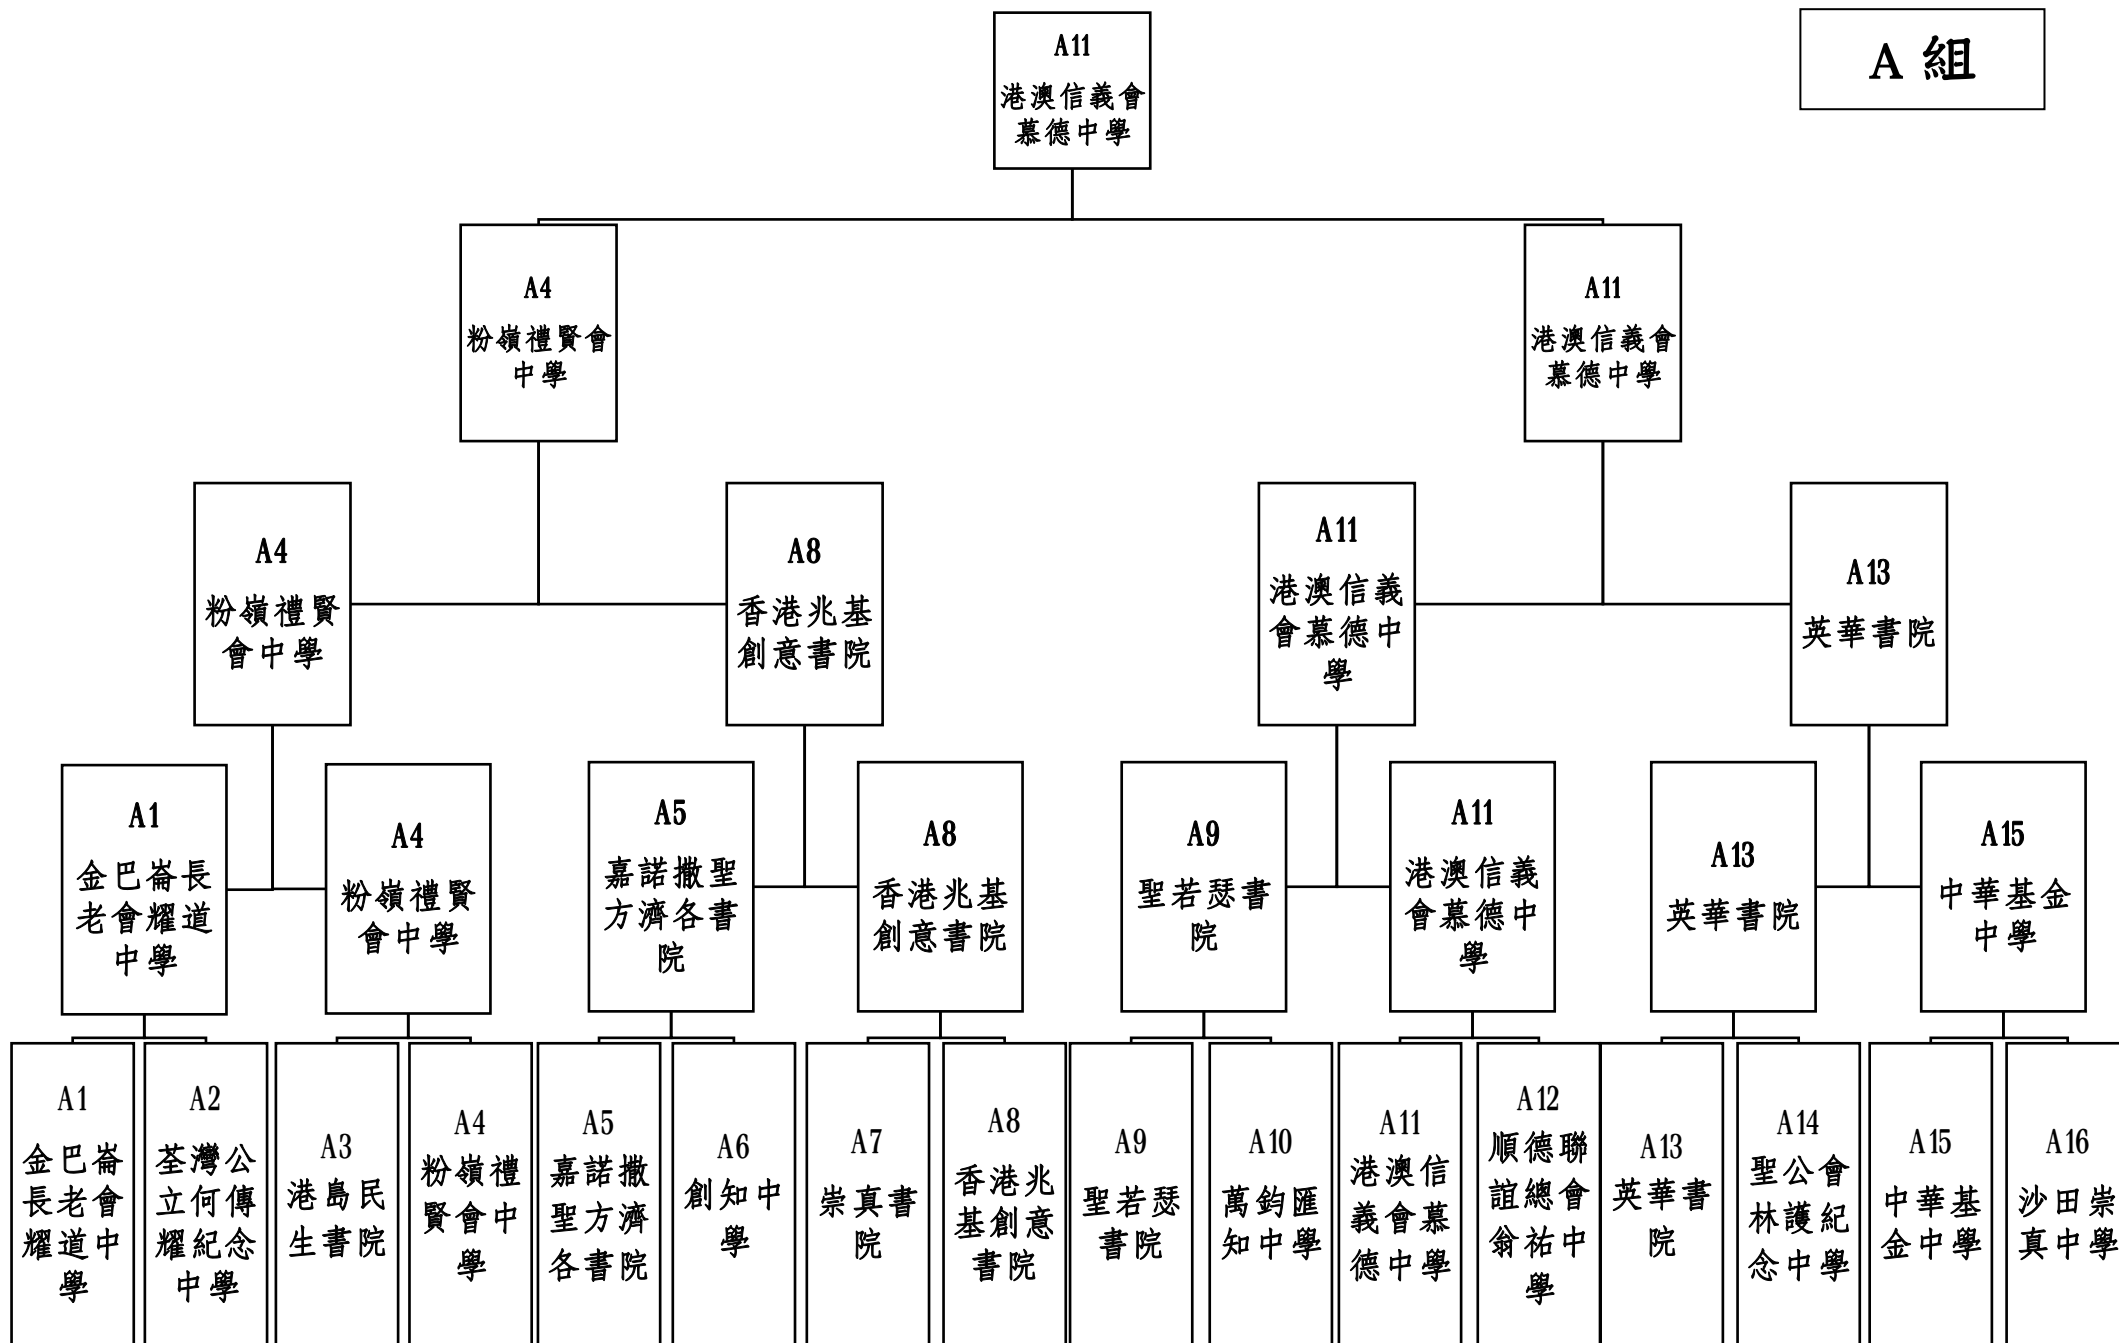 A 組
A11
港澳信義會
慕德中學
A4
粉嶺禮賢會
中學
A11
港澳信義會
慕德中學
A4
粉嶺禮賢
會中學
A8
香港兆基
創意書院
A11
港澳信義
會慕德中
學
A13
英華書院
A1
金巴崙長
老會耀道
中學
A4
粉嶺禮賢
會中學
A5
嘉諾撒聖
方濟各書
院
A8
香港兆基
創意書院
A9
聖若瑟書
院
A11
港澳信義
會慕德中
學
A13
英華書院
A15
中華基金
中學
A1
金巴崙
長老會
耀道中
學
A2
荃灣公
立何傳
耀紀念
中學
A3
港島民
生書院
A4
粉嶺禮
賢會中
學
A5
嘉諾撒
聖方濟
各書院
A6
創知中
學
A7
崇真書
院
A8
香港兆
基創意
書院
A9
聖若瑟
書院
A10
萬鈞匯
知中學
A11
港澳信
義會慕
德中學
A12
順德聯
誼總會
翁祐中
學
A13
英華書
院
A14
聖公會
林護紀
念中學
A15
中華基
金中學
A16
沙田崇
真中學